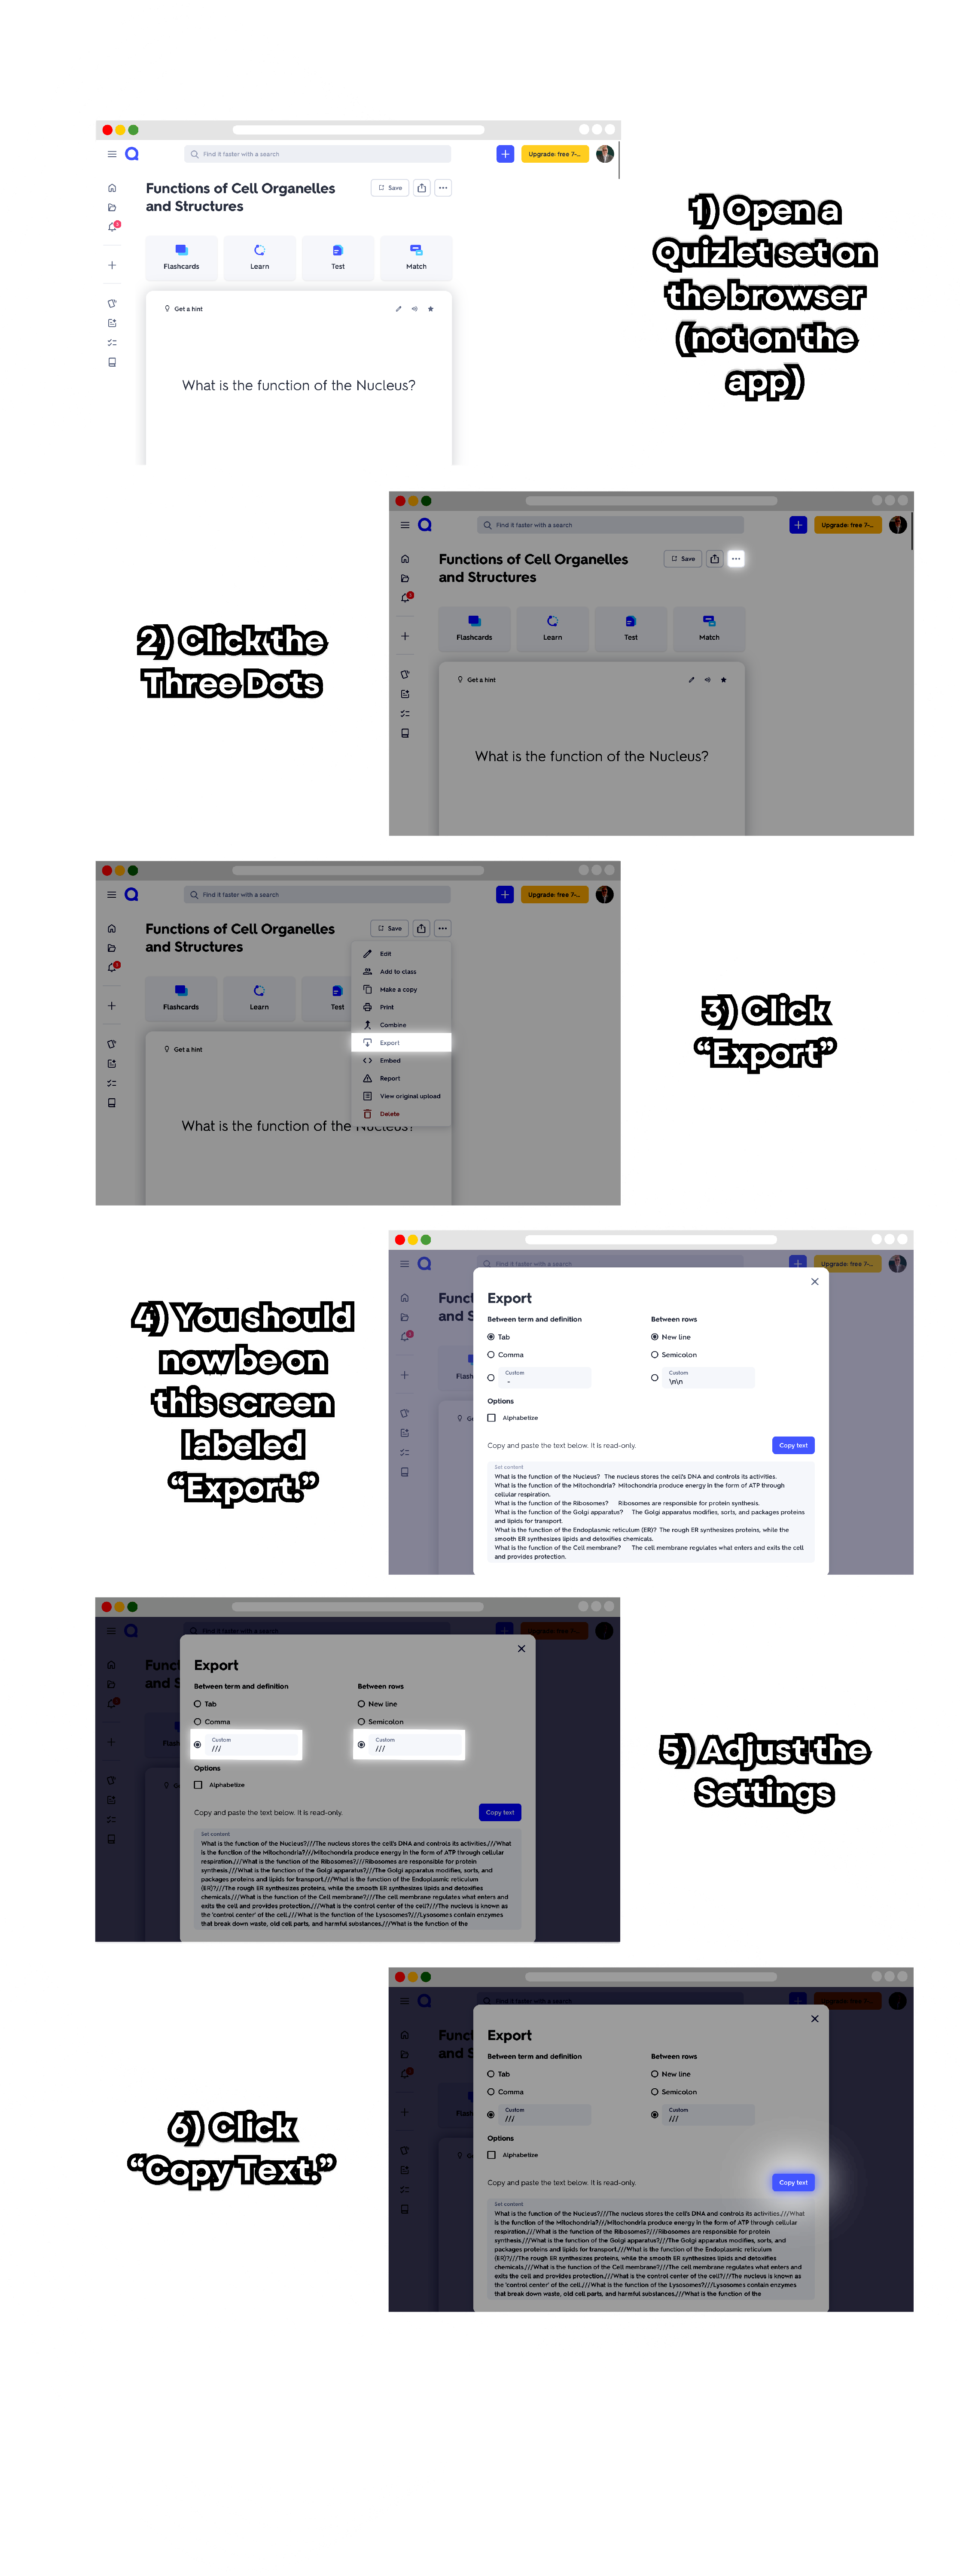 Find it faster with a search
Upgrade: free 7-...
Functions of Cell Organelles
and Structures
Save
Flashcards
Learn
Test
Match
Get a hint
What is the function of the Nucleus?
1) Open a
Quizlet set on
the browser
(not on the
app)
2) Click the
Three Dots
Find it faster with a search
Upgrade: free 7-...
Functions of Cell Organelles
and Structures
Save
Flashcards
Learn
Test
Match
Get a hint
What is the function of the Nucleus?
Find it faster with a search
Upgrade: free 7-...
Functions of Cell Organelles
and Structures
Save
Flashcards
Learn
Test
Get a hint
What is the function of the Nucleus?
Edit
Add to class
Make a copy
Print
Combine
Export
Embed
Report
View original upload
Delete
3) Click
“Export”
4) You should
now be on
this screen
labeled
“Export.”
Find it faster with a search
Upgrade: free 7-...
Export
Between term and definition
Between rows
Tab
New line
Comma
Semicolon
Custom
-
Custom
\n\n
Options
Alphabetize
Copy and paste the text below. It is read-only.
Copy text
Set content
What is the function of the Nucleus? The nucleus stores the cell's DNA and controls its activities.
What is the function of the Mitochondria? Mitochondria produce energy in the form of ATP through
cellular respiration.
What is the function of the Ribosomes? Ribosomes are responsible for protein synthesis.
What is the function of the Golgi apparatus? The Golgi apparatus modifies, sorts, and packages proteins
and lipids for transport.
What is the function of the Endoplasmic reticulum (ER)? The rough ER synthesizes proteins, while the
smooth ER synthesizes lipids and detoxifies chemicals.
What is the function of the Cell membrane? The cell membrane regulates what enters and exits the cell
and provides protection.
Find it faster with a search
Upgrade: free 7-...
Export
Between term and definition
Between rows
Tab
New line
Comma
Semicolon
Custom
///
Custom
///
Options
Alphabetize
Copy and paste the text below. It is read-only.
Copy text
Set content
What is the function of the Nucleus?///The nucleus stores the cell's DNA and controls its activities.///What
is the function of the Mitochondria?///Mitochondria produce energy in the form of ATP through cellular
respiration.///What is the function of the Ribosomes?///Ribosomes are responsible for protein
synthesis.///What is the function of the Golgi apparatus?///The Golgi apparatus modifies, sorts, and
packages proteins and lipids for transport.///What is the function of the Endoplasmic reticulum
(ER)?///The rough ER synthesizes proteins, while the smooth ER synthesizes lipids and detoxifies
chemicals.///What is the function of the Cell membrane?///The cell membrane regulates what enters and
exits the cell and provides protection.///What is the control center of the cell?///The nucleus is known as
the 'control center' of the cell.///What is the function of the Lysosomes?///Lysosomes contain enzymes
that break down waste, old cell parts, and harmful substances.///What is the function of the
5) Adjust the
Settings
6) Click
“Copy Text.”
Find it faster with a search
Upgrade: free 7-...
Export
Between term and definition
Between rows
Tab
New line
Comma
Semicolon
Custom
///
Custom
///
Options
Alphabetize
Copy and paste the text below. It is read-only.
Copy text
Set content
What is the function of the Nucleus?///The nucleus stores the cell's DNA and controls its activities.///What
is the function of the Mitochondria?///Mitochondria produce energy in the form of ATP through cellular
respiration.///What is the function of the Ribosomes?///Ribosomes are responsible for protein
synthesis.///What is the function of the Golgi apparatus?///The Golgi apparatus modifies, sorts, and
packages proteins and lipids for transport.///What is the function of the Endoplasmic reticulum
(ER)?///The rough ER synthesizes proteins, while the smooth ER synthesizes lipids and detoxifies
chemicals.///What is the function of the Cell membrane?///The cell membrane regulates what enters and
exits the cell and provides protection.///What is the control center of the cell?///The nucleus is known as
the 'control center' of the cell.///What is the function of the Lysosomes?///Lysosomes contain enzymes
that break down waste, old cell parts, and harmful substances.///What is the function of the